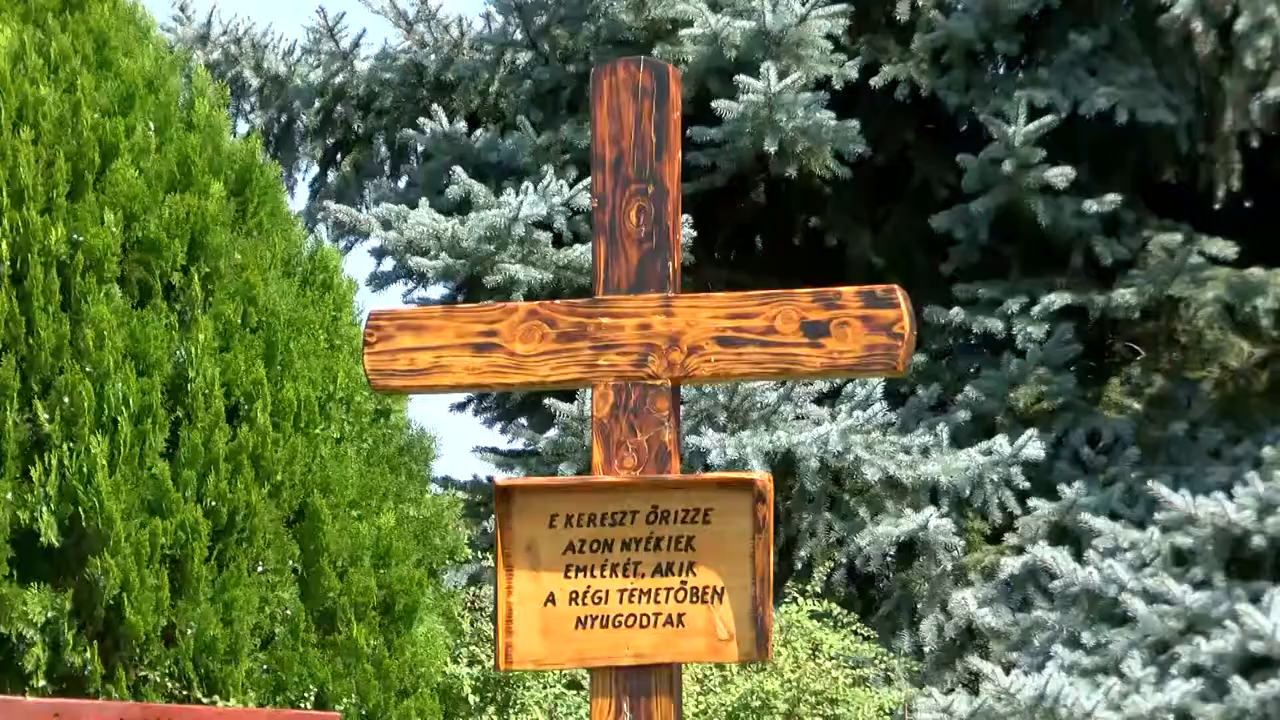 E KERESZT ŐRIZZE
AZON NYÉKIEK
EMLÉKÉT, AKIK
A RÉGI TEMETŐBEN
NYUGODTAK